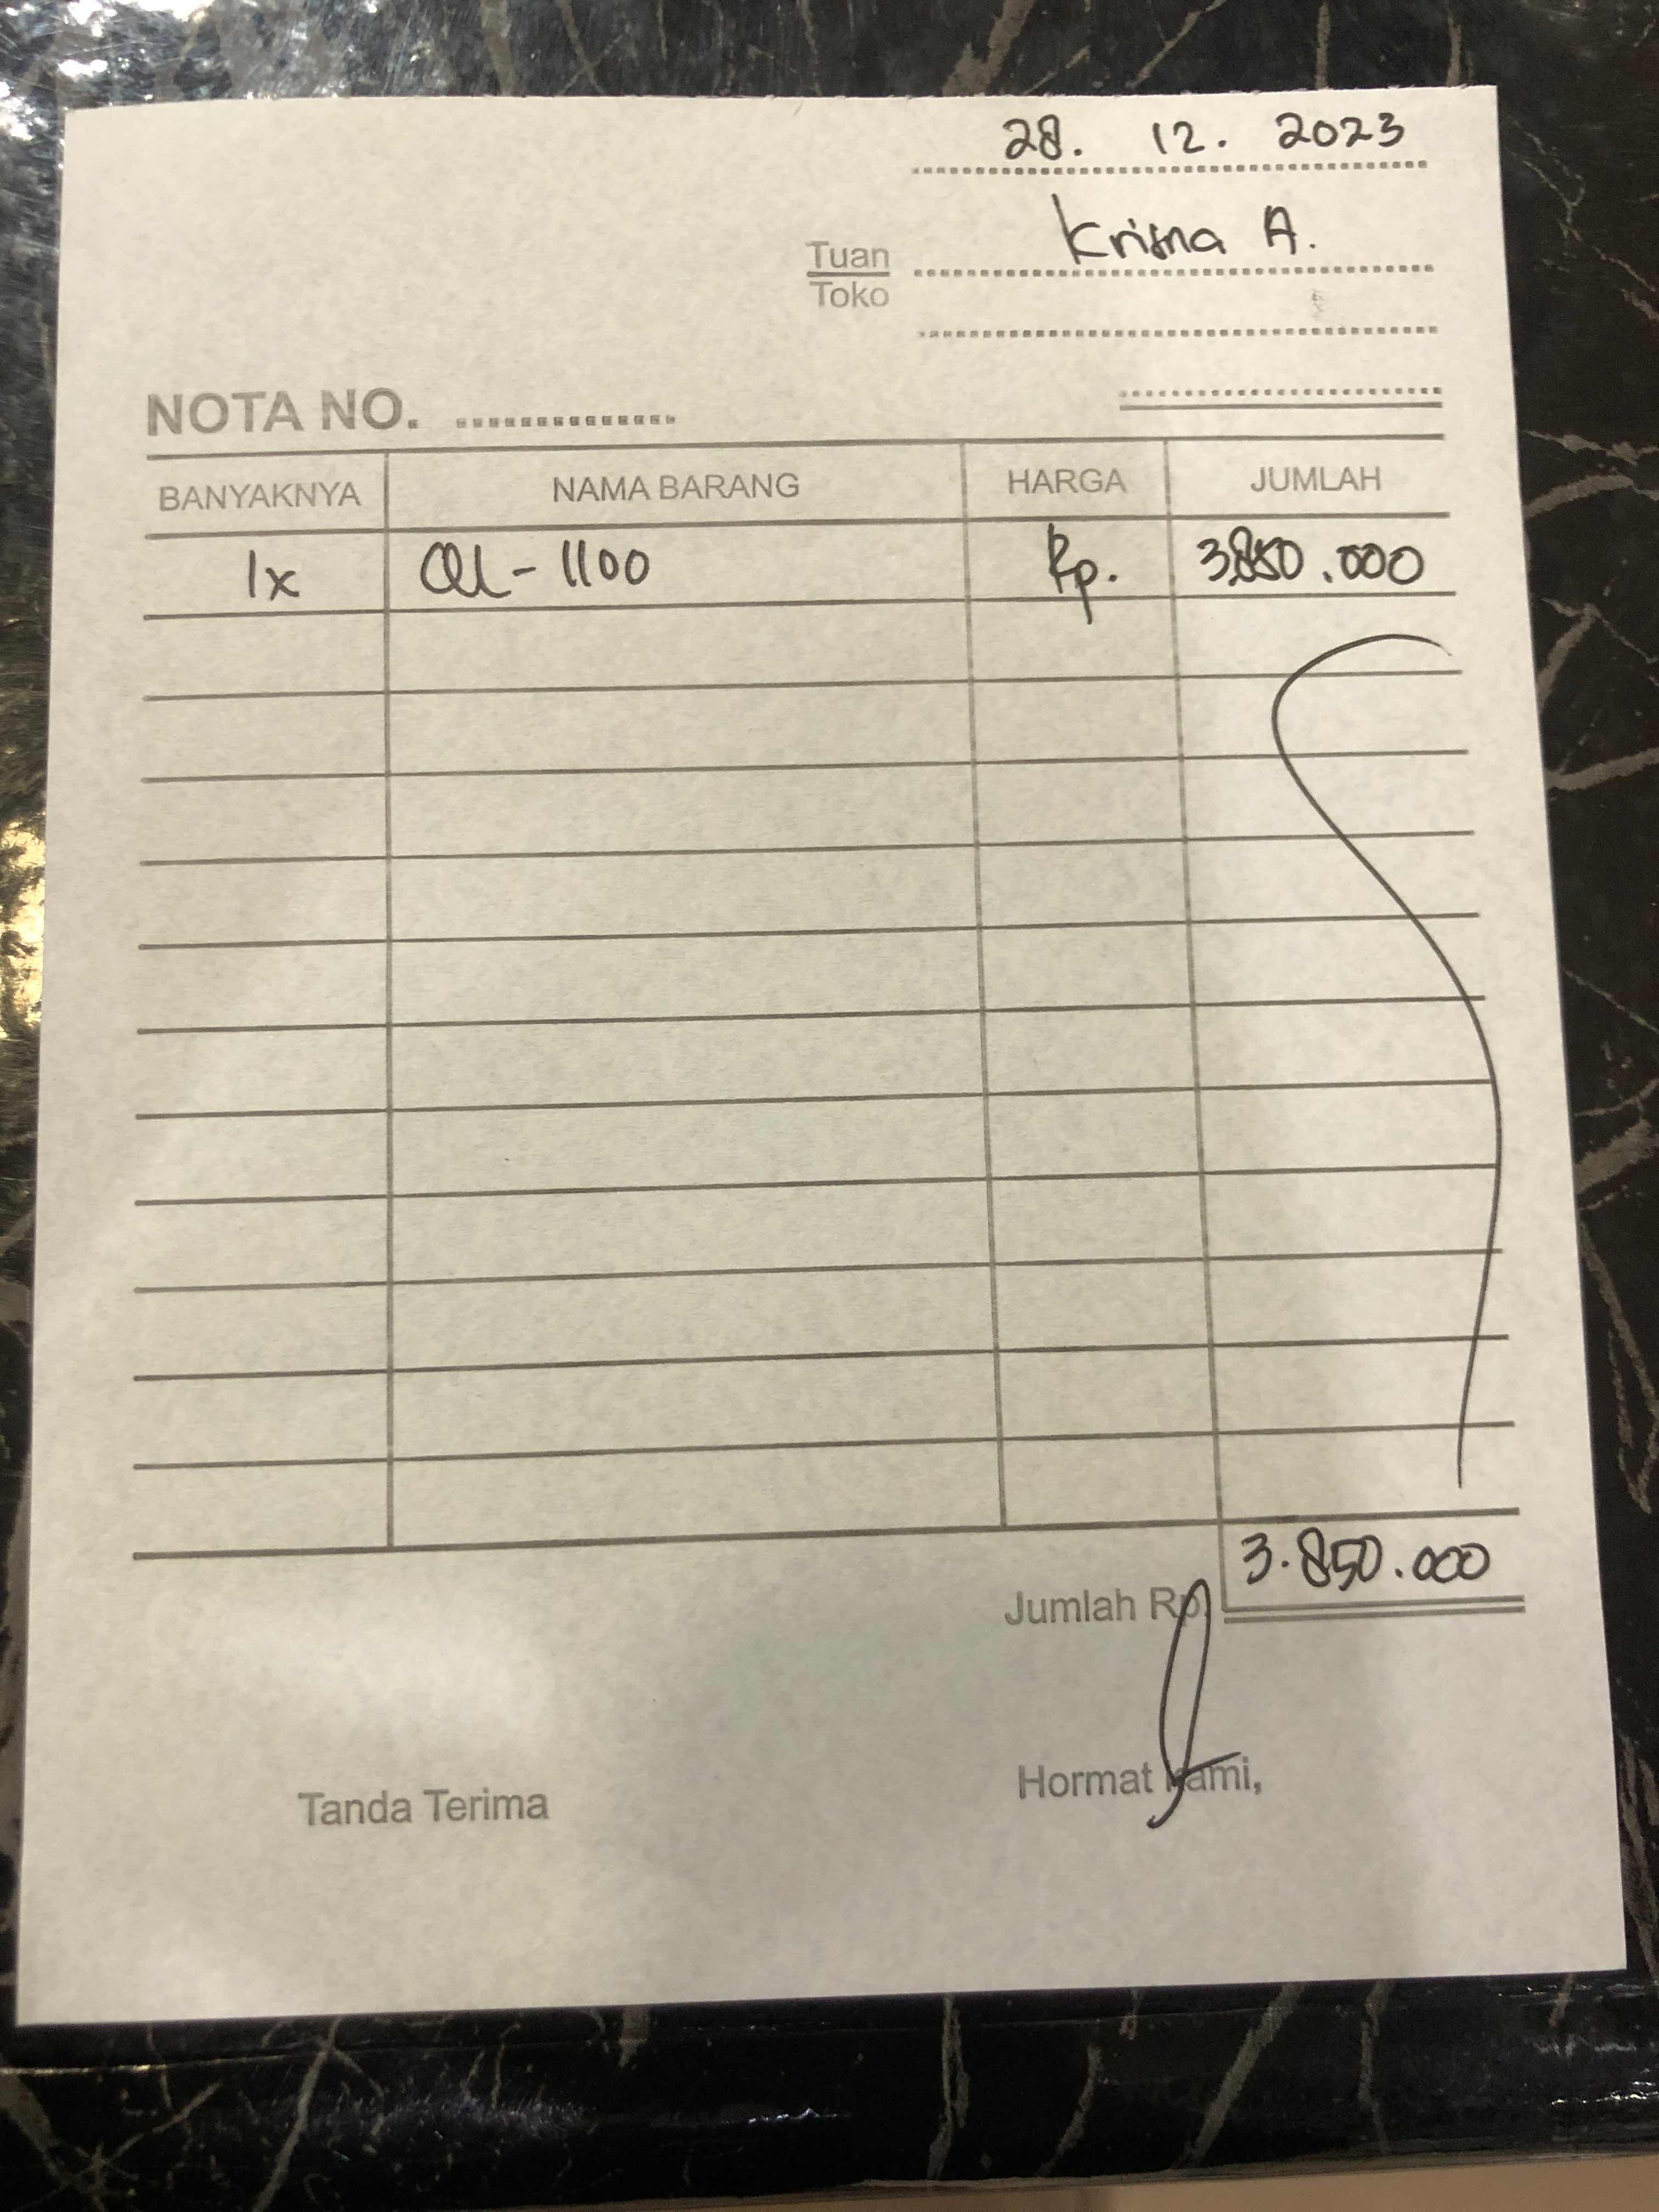 28. 12. 2023
Tuan Krisna A.
Toko
NOTA NO. ...............
BANYAKNYA NAMA BARANG HARGA JUMLAH
1x QL-1100 Rp. 3.850.000
Jumlah Rp. 3.850.000
Tanda Terima Hormat kami,